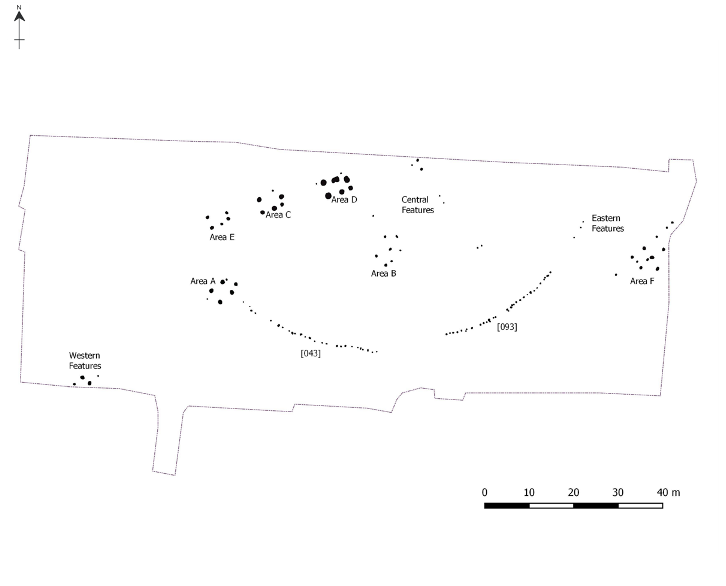 N
Area D
Central
Features
Area C
Eastern
Features
Area E
Area B
Area A
Area F
[093]
[043]
Western
Features
0 10 20 30 40 m